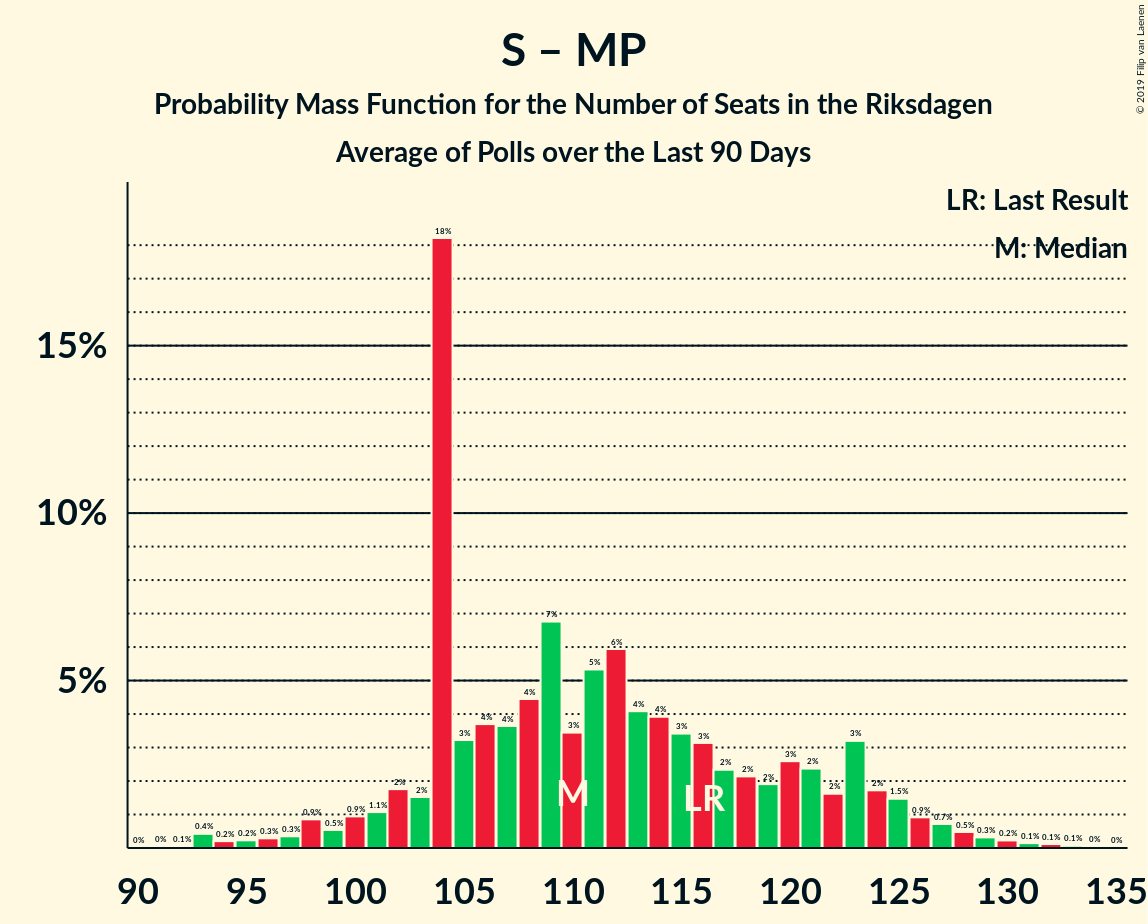 S – MP
Probability Mass Function for the Number of Seats in the Riksdagen
Average of Polls over the Last 90 Days
© 2019 Filip van Laenen
LR: Last Result
M: Median
15%
10%
5%
0% 0% 0.1% 0.4% 0.2% 0.2% 0.3% 0.3% 0.9% 0.5% 0.9% 1.1% 2% 2% 18% 3% 4% 4% 4% 7% 3% 5% 6% 4% 4% 3% 3% 2% 2% 2% 3% 2% 2% 3% 2% 1.5% 0.9% 0.7% 0.5% 0.3% 0.2% 0.1% 0.1% 0.1% 0% 0%
M LR
90 95 100 105 110 115 120 125 130 135